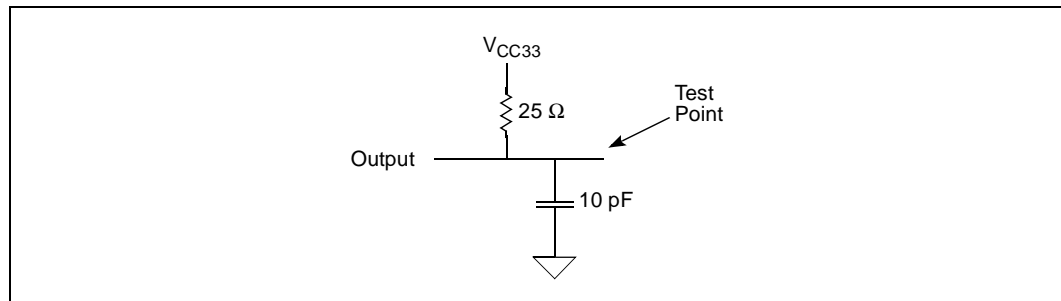 VCC33
25 Ω
Test
Point
Output
10 pF